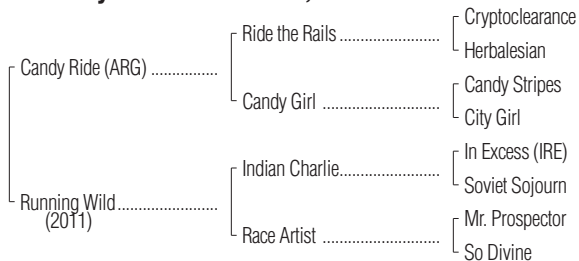 Cryptoclearance
Ride the Rails ....................
Herbalesian
Candy Ride (ARG) ..............
Candy Stripes
Candy Girl ........................
City Girl
In Excess (IRE)
Indian Charlie....................
Soviet Sojourn
Running Wild ....................
(2011)
Mr. Prospector
Race Artist .......................
So Divine